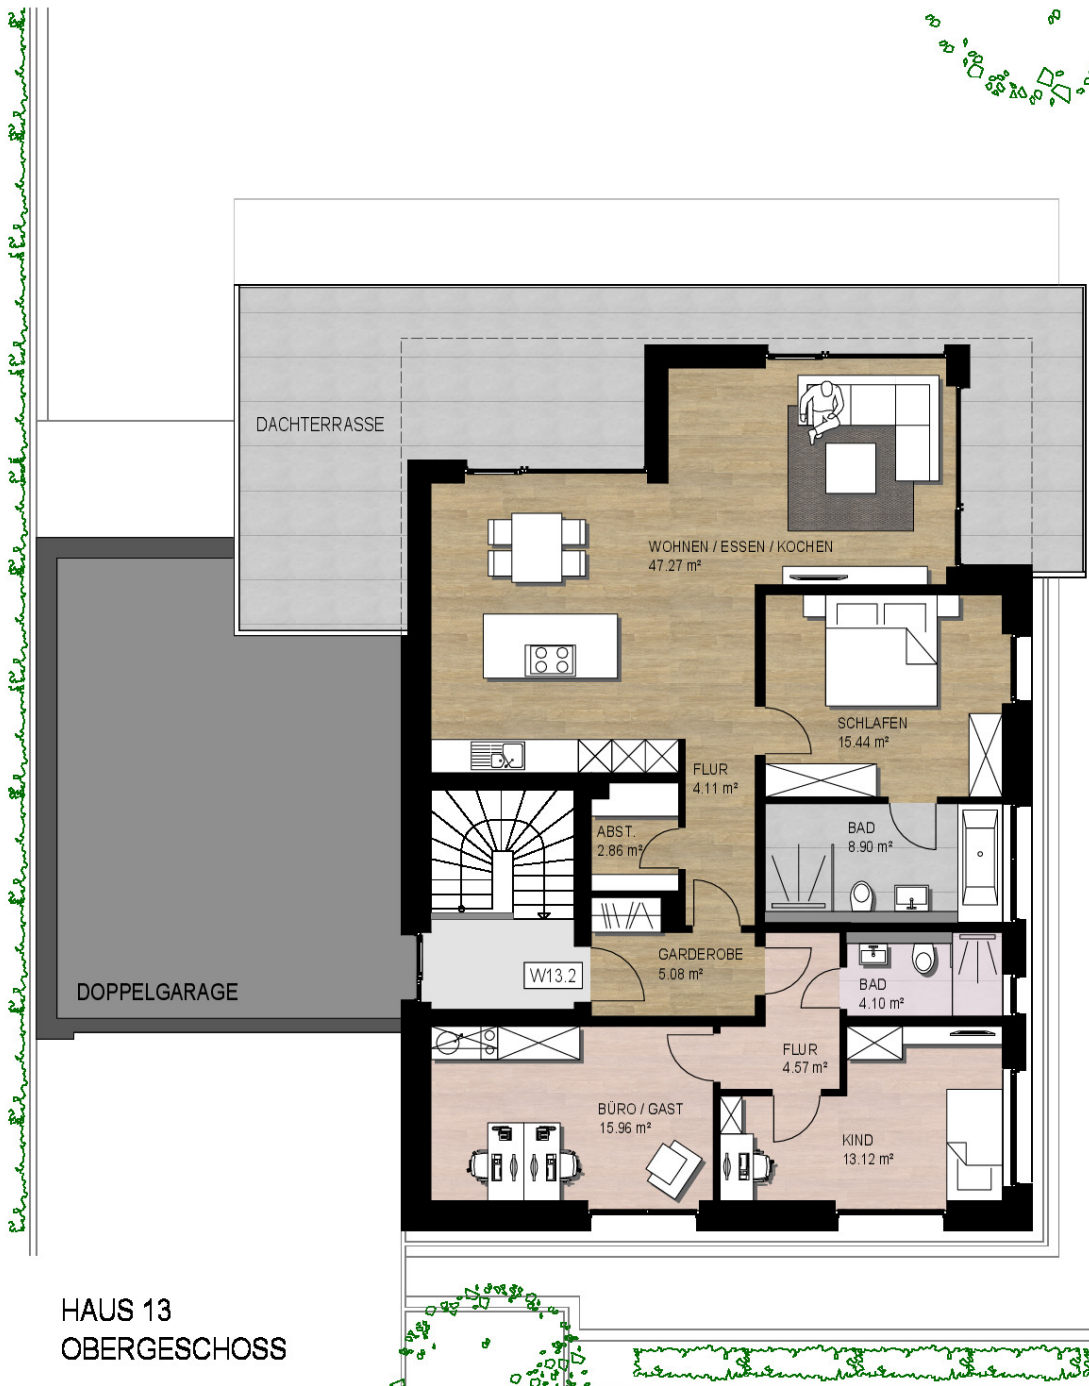 DACHTERRASSE
WOHNEN / ESSEN / KOCHEN
47.27 m²
SCHLAFEN
15.44 m²
FLUR
4.11 m²
ABST.
2.86 m²
BAD
8.90 m²
GARDEROBE
5.08 m²
W13.2
BAD
4.10 m²
DOPPELGARAGE
FLUR
4.57 m²
BÜRO / GAST
15.96 m²
KIND
13.12 m²
HAUS 13
OBERGESCHOSS